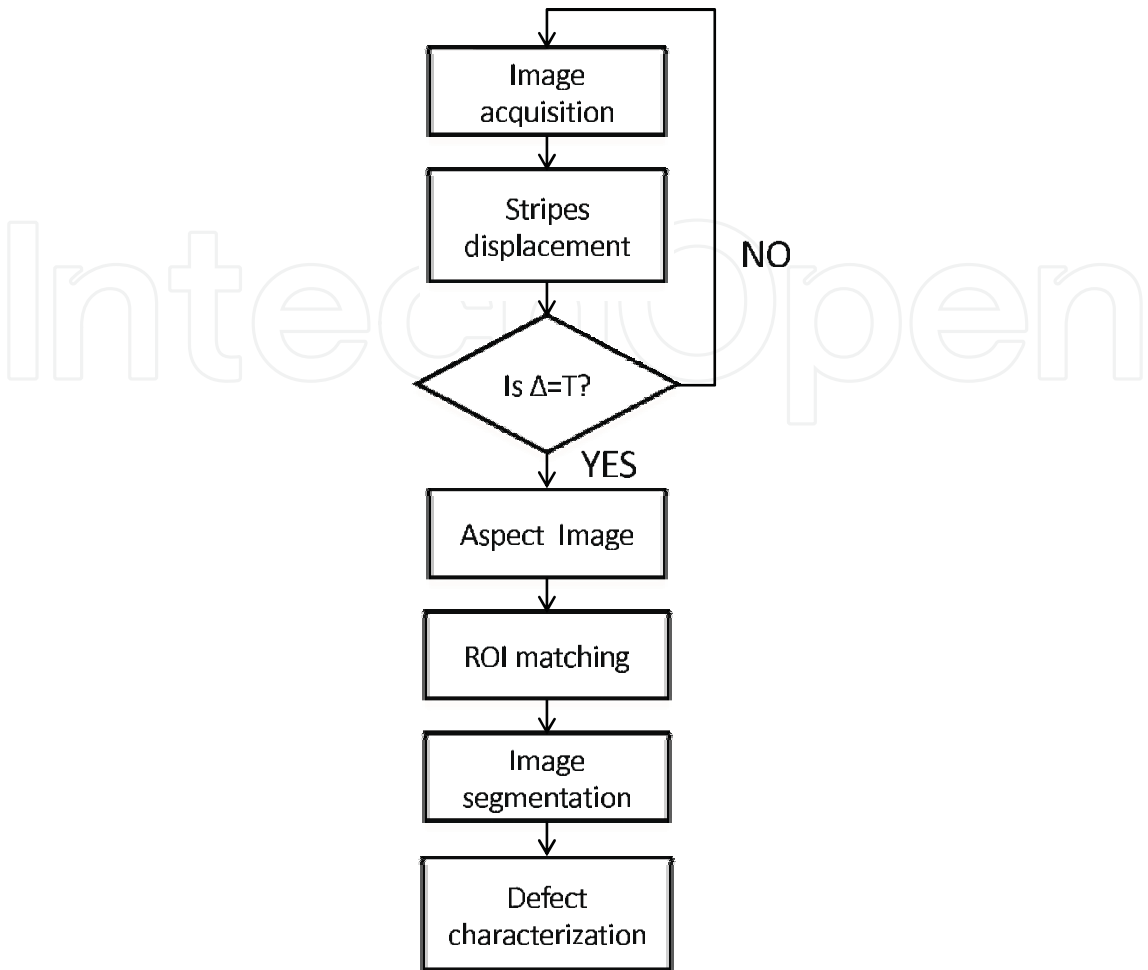 Image
acquisition
Stripes
displacement
NO
IntechOpen
Is Δ=T?
YES
Aspect Image
ROI matching
Image
segmentation
Defect
characterization